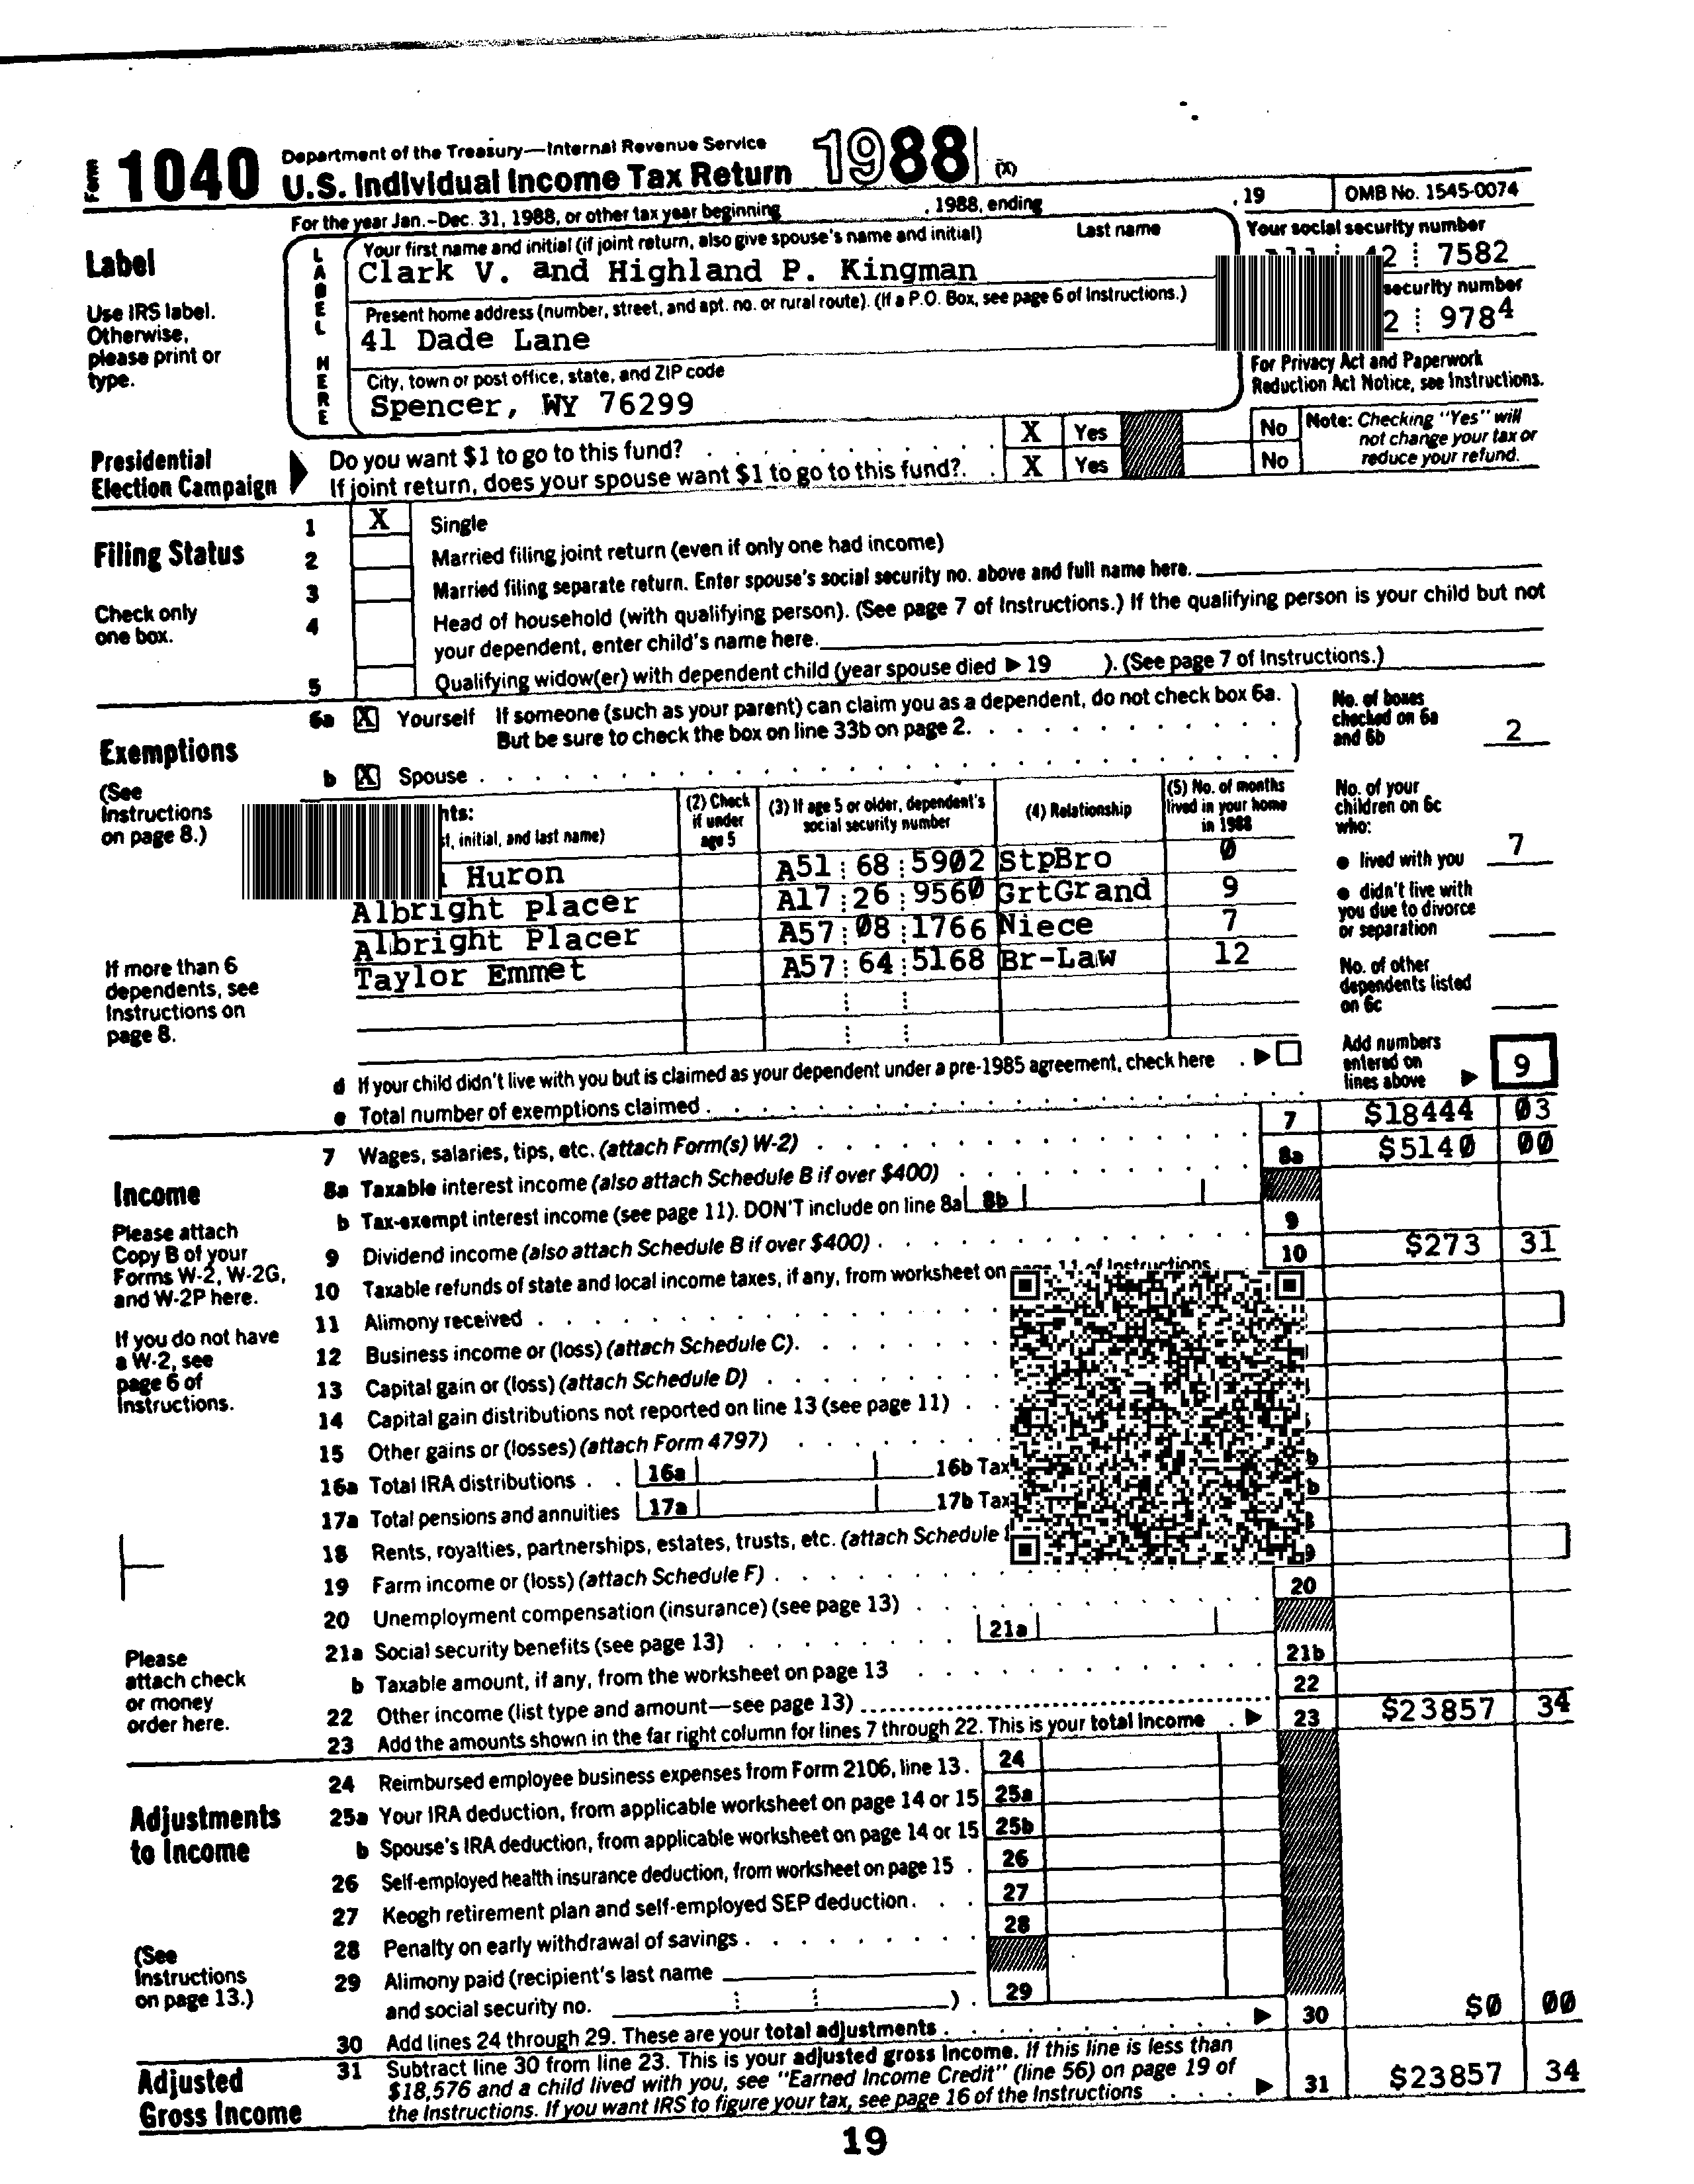 Form 1040 Department of the Treasury—Internal Revenue Service
U.S. Individual Income Tax Return 1988 (X)
For the year Jan.-Dec. 31, 1988, or other tax year beginning , 1988, ending , 19 OMB No. 1545-0074
Label
Use IRS label.
Otherwise,
please print or
type.
LABEL HERE
Your first name and initial (if joint return, also give spouse's name and initial) Last name
Clark V. and Highland P. Kingman
Your social security number
42 7582
Present home address (number, street, and apt. no. or rural route). (If a P.O. Box, see page 6 of Instructions.)
41 Dade Lane
security number
2 9784
City, town or post office, state, and ZIP code
Spencer, WY 76299
For Privacy Act and Paperwork
Reduction Act Notice, see Instructions.
Presidential
Election Campaign
Do you want $1 to go to this fund? X Yes No
If joint return, does your spouse want $1 to go to this fund? X Yes No
Note: Checking "Yes" will
not change your tax or
reduce your refund.
Filing Status
Check only
one box.
1 X Single
2 Married filing joint return (even if only one had income)
3 Married filing separate return. Enter spouse's social security no. above and full name here.
4 Head of household (with qualifying person). (See page 7 of Instructions.) If the qualifying person is your child but not
your dependent, enter child's name here.
5 Qualifying widow(er) with dependent child (year spouse died ▶ 19 ). (See page 7 of Instructions.)
Exemptions
(See
Instructions
on page 8.)
6a X Yourself If someone (such as your parent) can claim you as a dependent, do not check box 6a.
But be sure to check the box on line 33b on page 2.
b X Spouse
No. of boxes
checked on 6a
and 6b 2
nts:
initial, and last name)
(2) Check
if under
age 5
(3) If age 5 or older, dependent's
social security number
(4) Relationship
(5) No. of months
lived in your home
in 1988
Huron A51 68 5902 StpBro 0
Albright placer A17 26 9560 GrtGrand 9
Albright Placer A57 08 1766 Niece 7
Taylor Emmet A57 64 5168 Br-Law 12
If more than 6
dependents, see
Instructions on
page 8.
No. of your
children on 6c
who:
● lived with you 7
● didn't live with
you due to divorce
or separation
No. of other
dependents listed
on 6c
d If your child didn't live with you but is claimed as your dependent under a pre-1985 agreement, check here ▶
e Total number of exemptions claimed
Add numbers
entered on
lines above ▶ 9
Income
Please attach
Copy B of your
Forms W-2, W-2G,
and W-2P here.
If you do not have
a W-2, see
page 6 of
Instructions.
Please
attach check
or money
order here.
7 Wages, salaries, tips, etc. (attach Form(s) W-2) 7 $18444 03
8a Taxable interest income (also attach Schedule B if over $400) 8a $5140 00
b Tax-exempt interest income (see page 11). DON'T include on line 8a 8b
9 Dividend income (also attach Schedule B if over $400) 9
10 Taxable refunds of state and local income taxes, if any, from worksheet on page 11 of Instructions 10 $273 31
11 Alimony received
12 Business income or (loss) (attach Schedule C)
13 Capital gain or (loss) (attach Schedule D)
14 Capital gain distributions not reported on line 13 (see page 11)
15 Other gains or (losses) (attach Form 4797)
16a Total IRA distributions 16a 16b Tax b
17a Total pensions and annuities 17a 17b Tax b
18 Rents, royalties, partnerships, estates, trusts, etc. (attach Schedule
19 Farm income or (loss) (attach Schedule F)
20 Unemployment compensation (insurance) (see page 13) 20
21a Social security benefits (see page 13) 21a
b Taxable amount, if any, from the worksheet on page 13 21b
22 Other income (list type and amount—see page 13) 22
23 Add the amounts shown in the far right column for lines 7 through 22. This is your total income ▶ 23 $23857 34
Adjustments
to Income
(See
Instructions
on page 13.)
24 Reimbursed employee business expenses from Form 2106, line 13. 24
25a Your IRA deduction, from applicable worksheet on page 14 or 15 25a
b Spouse's IRA deduction, from applicable worksheet on page 14 or 15 25b
26 Self-employed health insurance deduction, from worksheet on page 15 26
27 Keogh retirement plan and self-employed SEP deduction 27
28 Penalty on early withdrawal of savings 28
29 Alimony paid (recipient's last name
and social security no. ) 29
30 Add lines 24 through 29. These are your total adjustments ▶ 30 $0 00
Adjusted
Gross Income
31 Subtract line 30 from line 23. This is your adjusted gross income. If this line is less than
$18,576 and a child lived with you, see "Earned Income Credit" (line 56) on page 19 of
the Instructions. If you want IRS to figure your tax, see page 16 of the Instructions ▶ 31 $23857 34
19